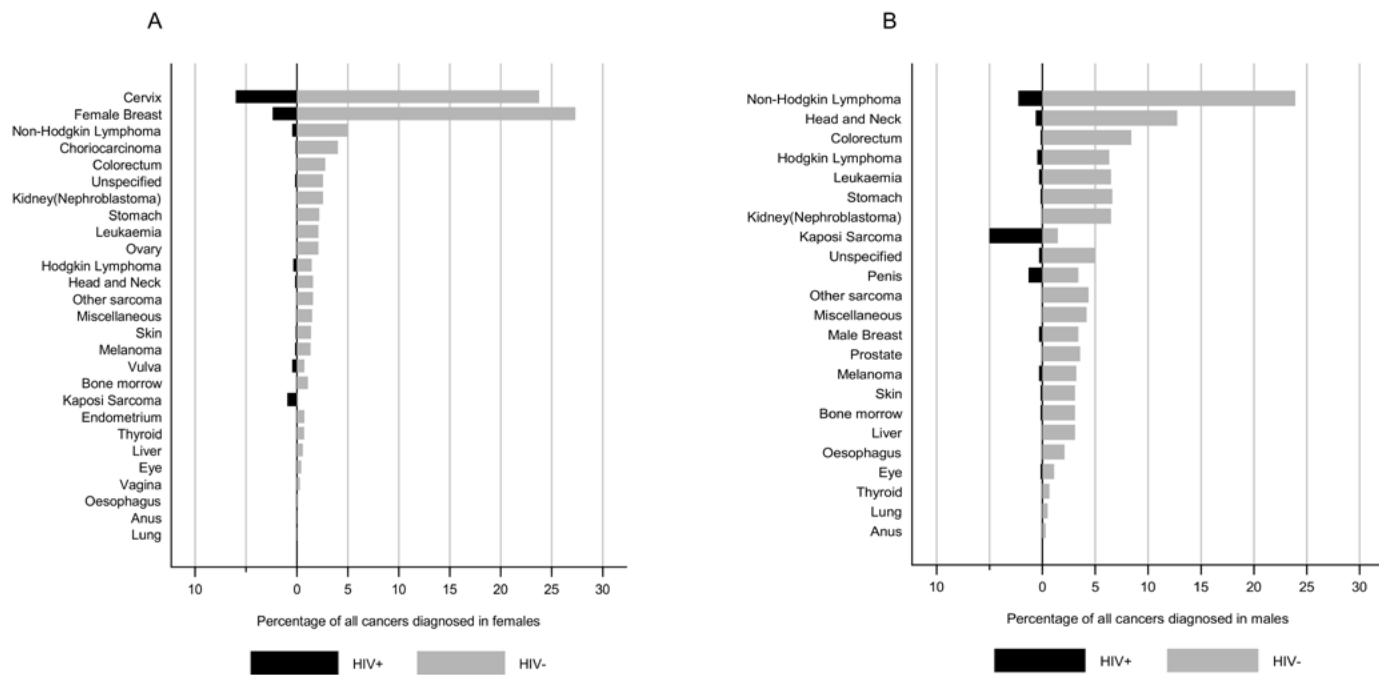 A
Cervix
Female Breast
Non-Hodgkin Lymphoma
Choriocarcinoma
Colorectum
Unspecified
Kidney(Nephroblastoma)
Stomach
Leukaemia
Ovary
Hodgkin Lymphoma
Head and Neck
Other sarcoma
Miscellaneous
Skin
Melanoma
Vulva
Bone morrow
Kaposi Sarcoma
Endometrium
Thyroid
Liver
Eye
Vagina
Oesophagus
Anus
Lung
10 0 5 10 15 20 25 30
Percentage of all cancers diagnosed in females
HIV+ HIV-
B
Non-Hodgkin Lymphoma
Head and Neck
Colorectum
Hodgkin Lymphoma
Leukaemia
Stomach
Kidney(Nephroblastoma)
Kaposi Sarcoma
Unspecified
Penis
Other sarcoma
Miscellaneous
Male Breast
Prostate
Melanoma
Skin
Bone morrow
Liver
Oesophagus
Eye
Thyroid
Lung
Anus
10 0 5 10 15 20 25 30
Percentage of all cancers diagnosed in males
HIV+ HIV-